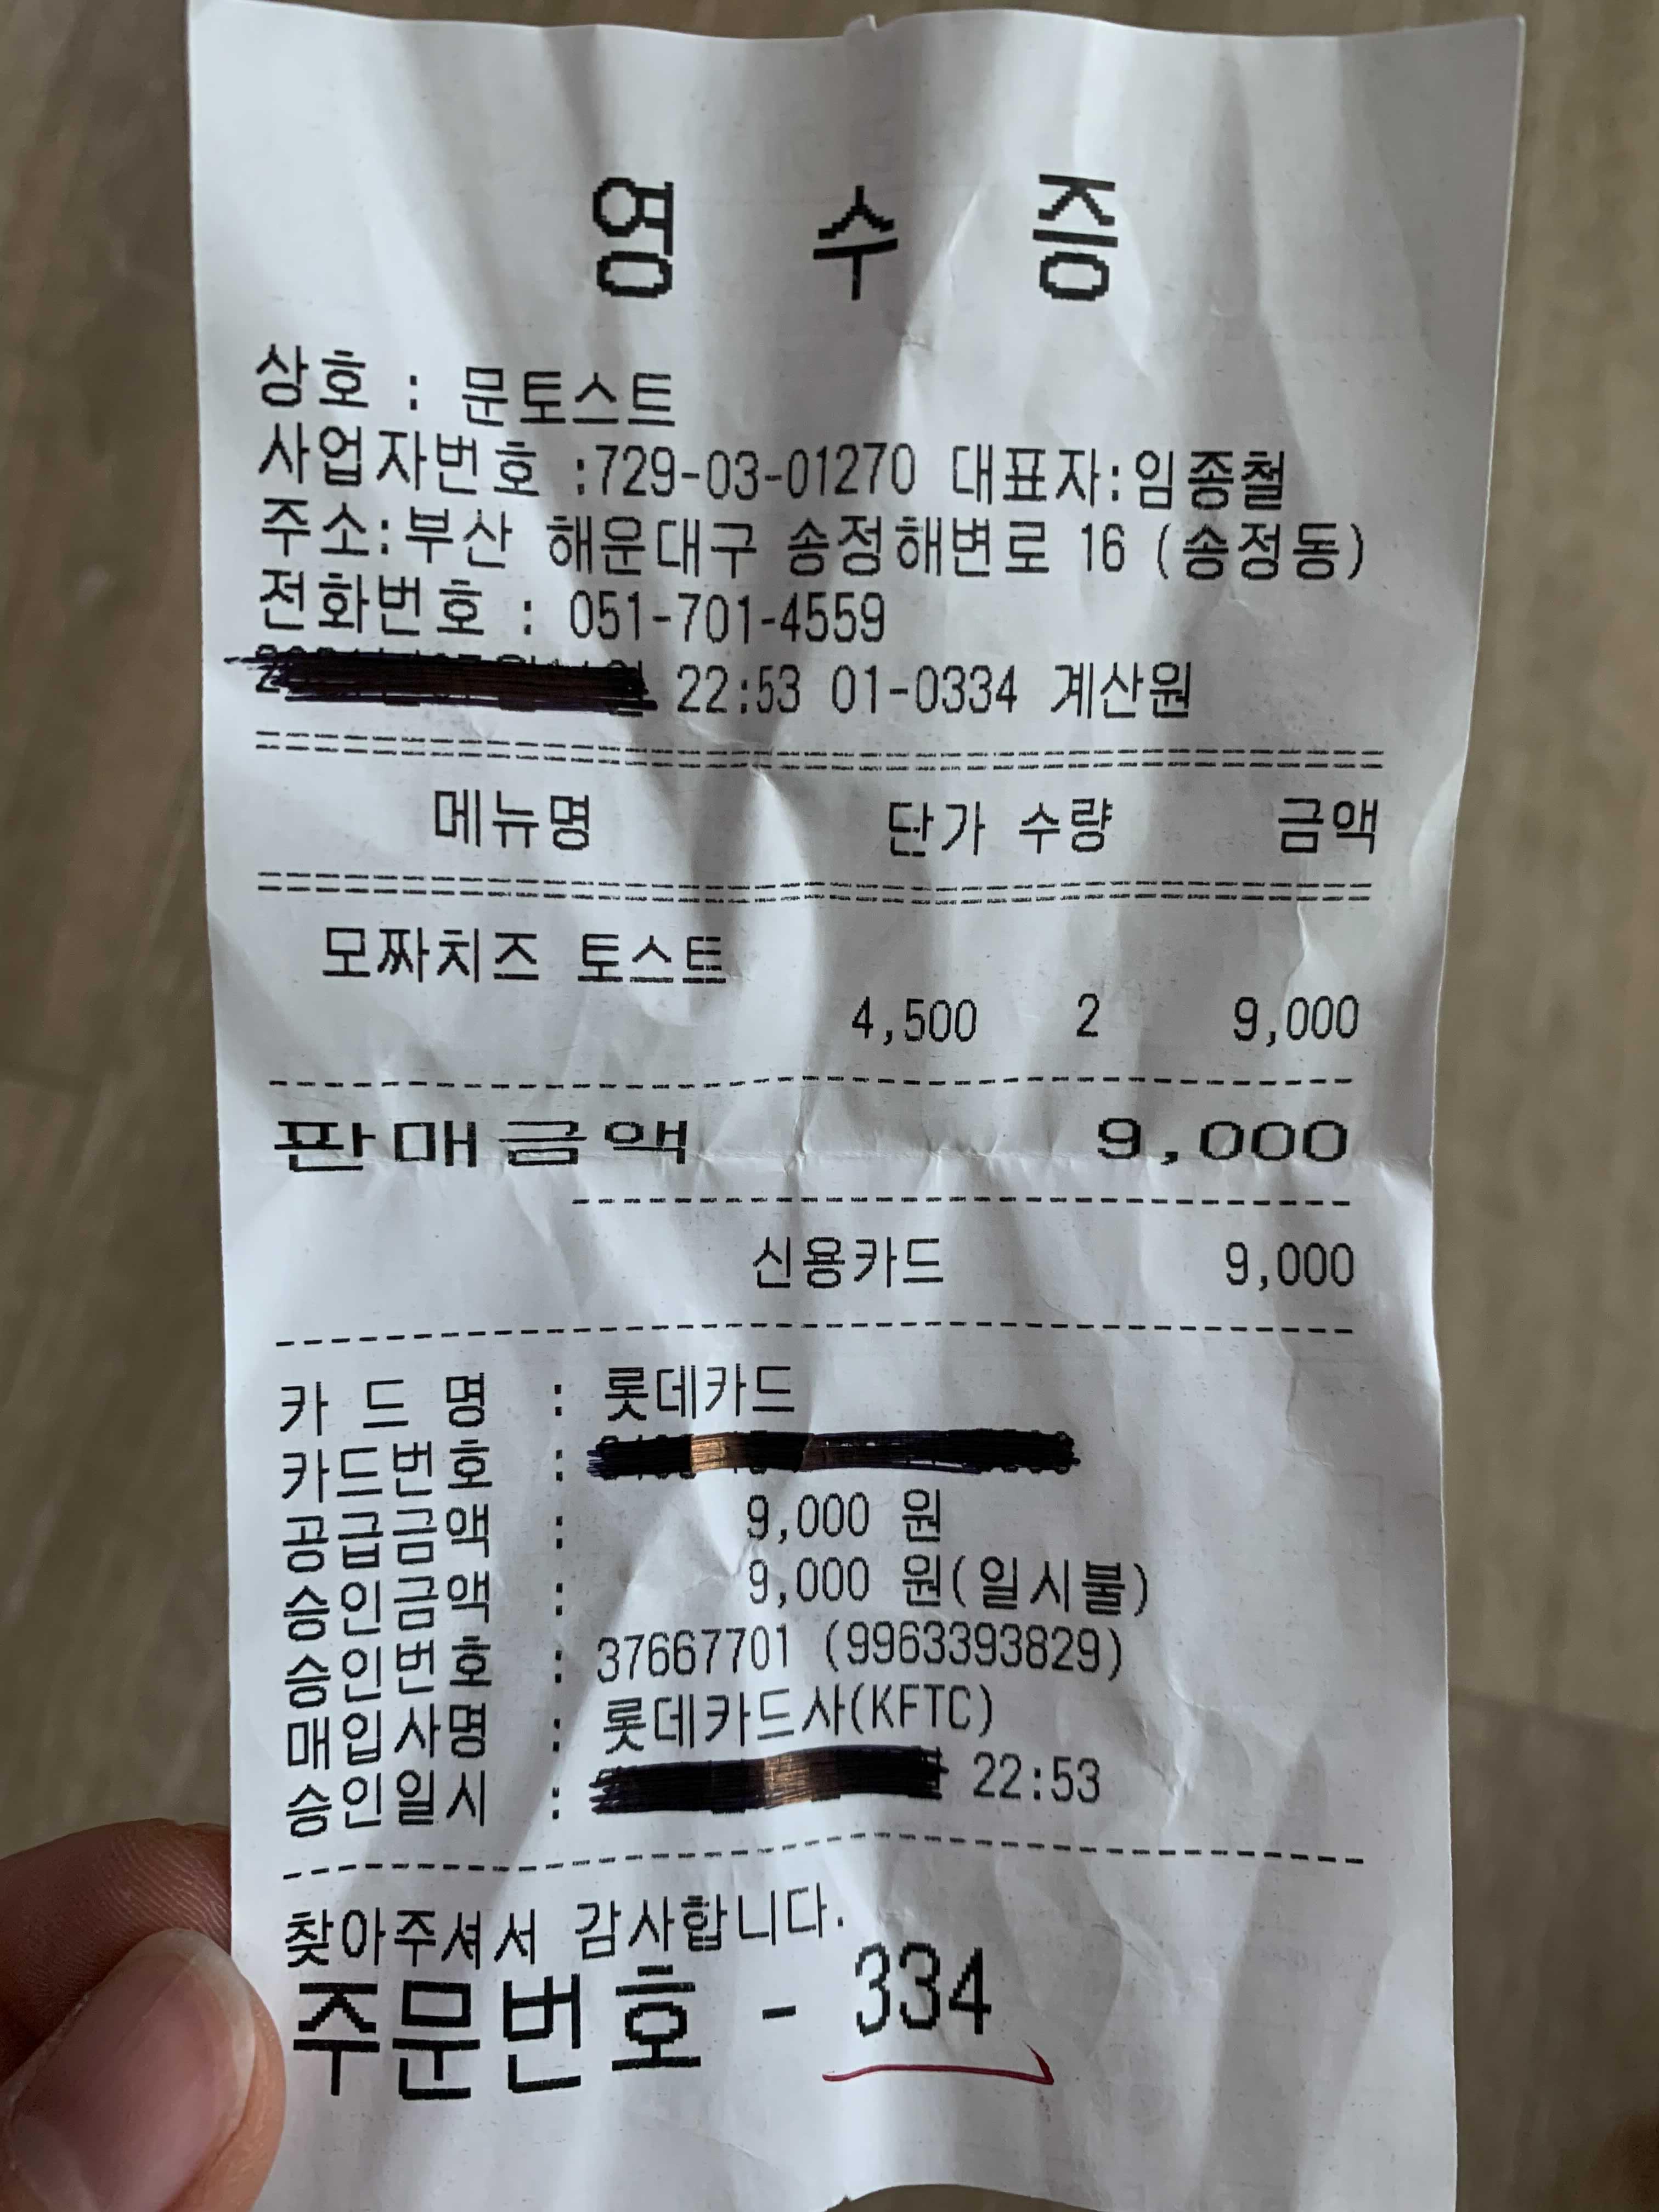 영 수 증
상호 : 문토스트
사업자번호 :729-03-01270 대표자:임종철
주소:부산 해운대구 송정해변로 16 (송정동)
전화번호 : 051-701-4559
22:53 01-0334 계산원
메뉴명 단가 수량 금액
모짜치즈 토스트
4,500 2 9,000
판매금액 9,000
신용카드 9,000
카 드 명 : 롯데카드
카드번호 :
공급금액 : 9,000 원
승인금액 : 9,000 원(일시불)
승인번호 : 37667701 (9963393829)
매입사명 : 롯데카드사(KFTC)
승인일시 : 22:53
찾아주셔서 감사합니다.
주문번호 - 334